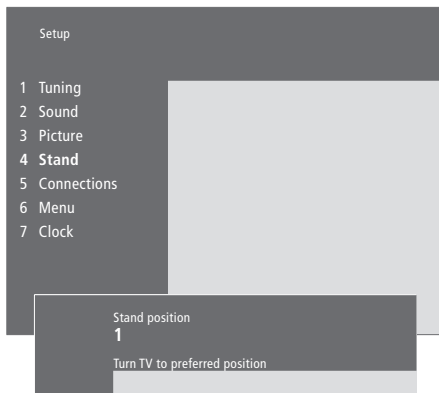 Setup
1 Tuning
2 Sound
3 Picture
4 Stand
5 Connections
6 Menu
7 Clock
Stand position
1
Turn TV to preferred position